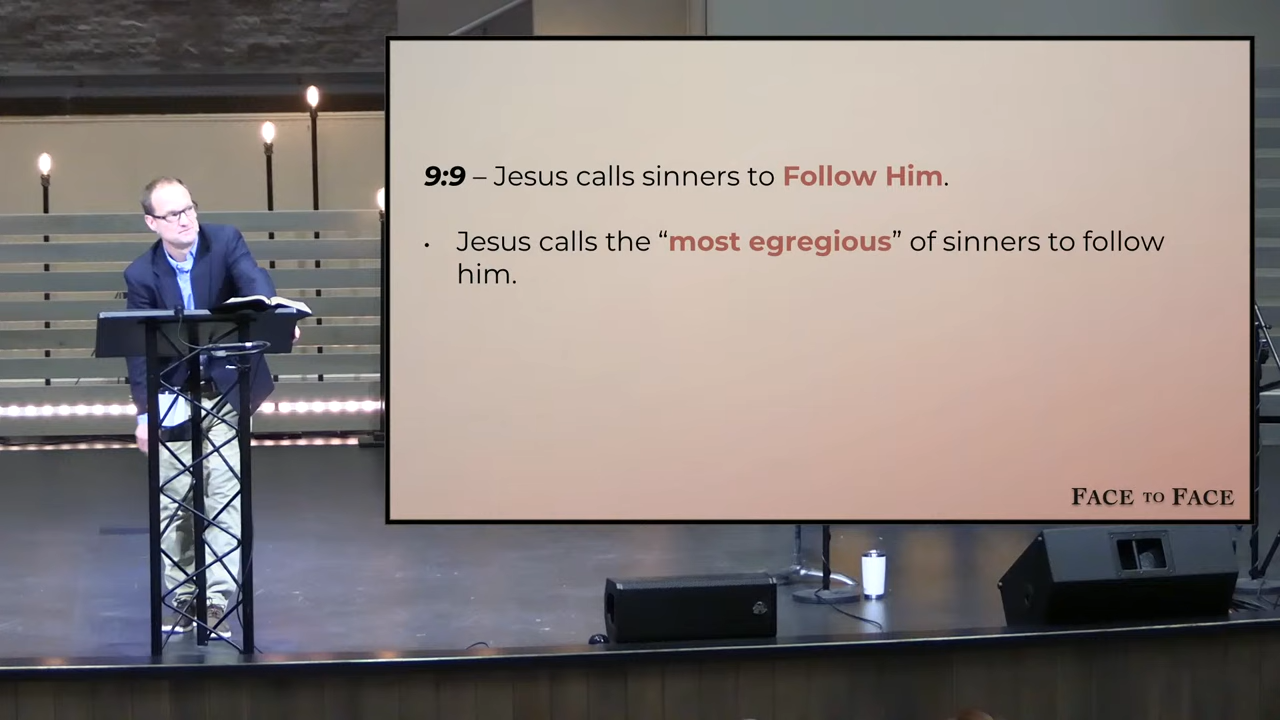 9:9 – Jesus calls sinners to Follow Him.
• Jesus calls the “most egregious” of sinners to follow
him.
FACE TO FACE